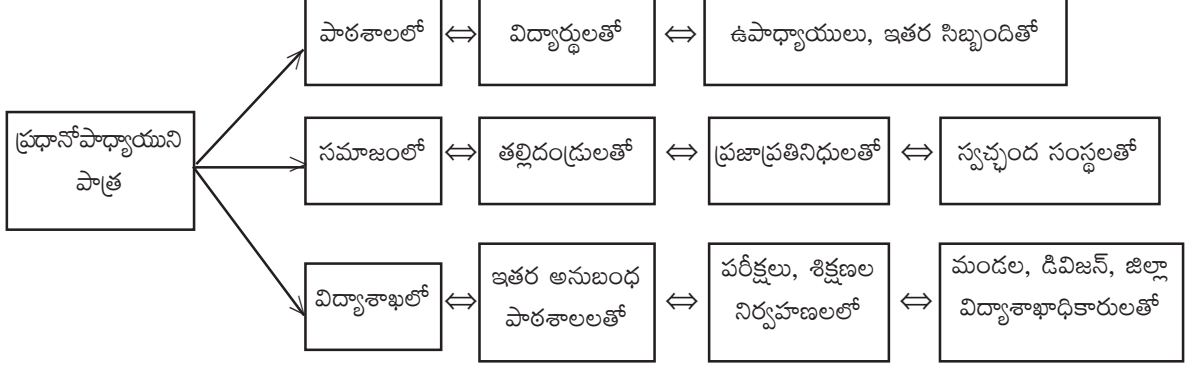 పాఠశాలలో ⇔ విద్యార్థులతో ⇔ ఉపాధ్యాయులు, ఇతర సిబ్బందితో
ప్రధానోపాధ్యాయుని
పాత్ర
సమాజంలో ⇔ తల్లిదండ్రులతో ⇔ ప్రజాప్రతినిధులతో ⇔ స్వచ్ఛంద సంస్థలతో
విద్యాశాఖలో ⇔
ఇతర అనుబంధ
పాఠశాలలతో ⇔
పరీక్షలు, శిక్షణల
నిర్వహణలలో ⇔
మండల, డివిజన్, జిల్లా
విద్యాశాఖాధికారులతో